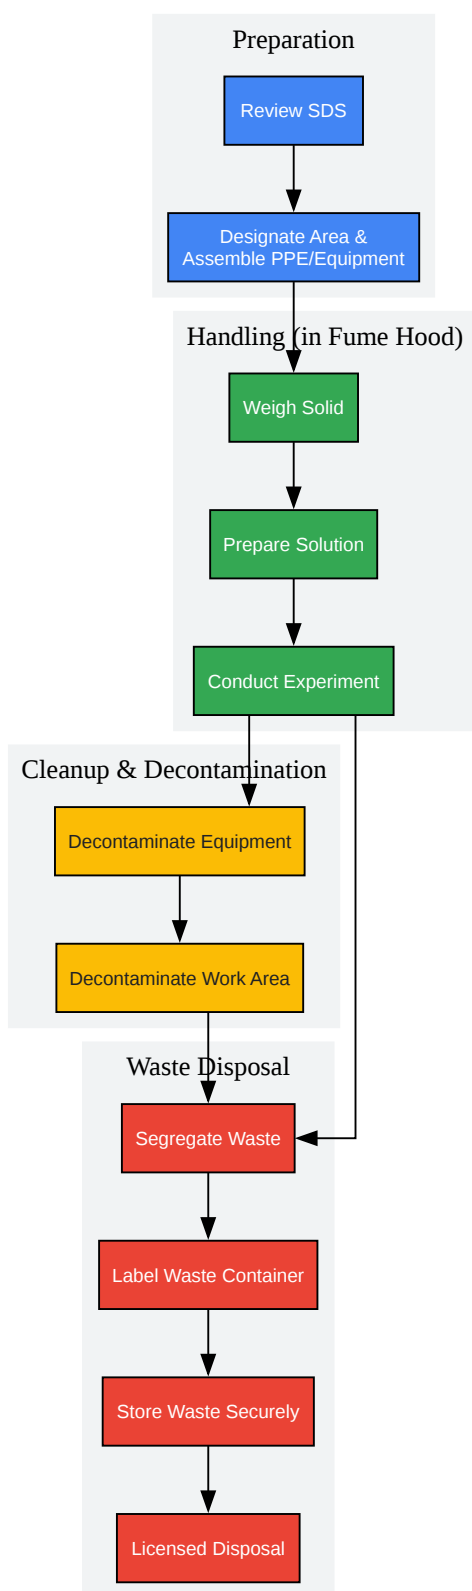 Preparation
Review SDS
Designate Area &
Assemble PPE/Equipment
Handling (in Fume Hood)
Weigh Solid
Prepare Solution
Conduct Experiment
Cleanup & Decontamination
Decontaminate Equipment
Decontaminate Work Area
Waste Disposal
Segregate Waste
Label Waste Container
Store Waste Securely
Licensed Disposal